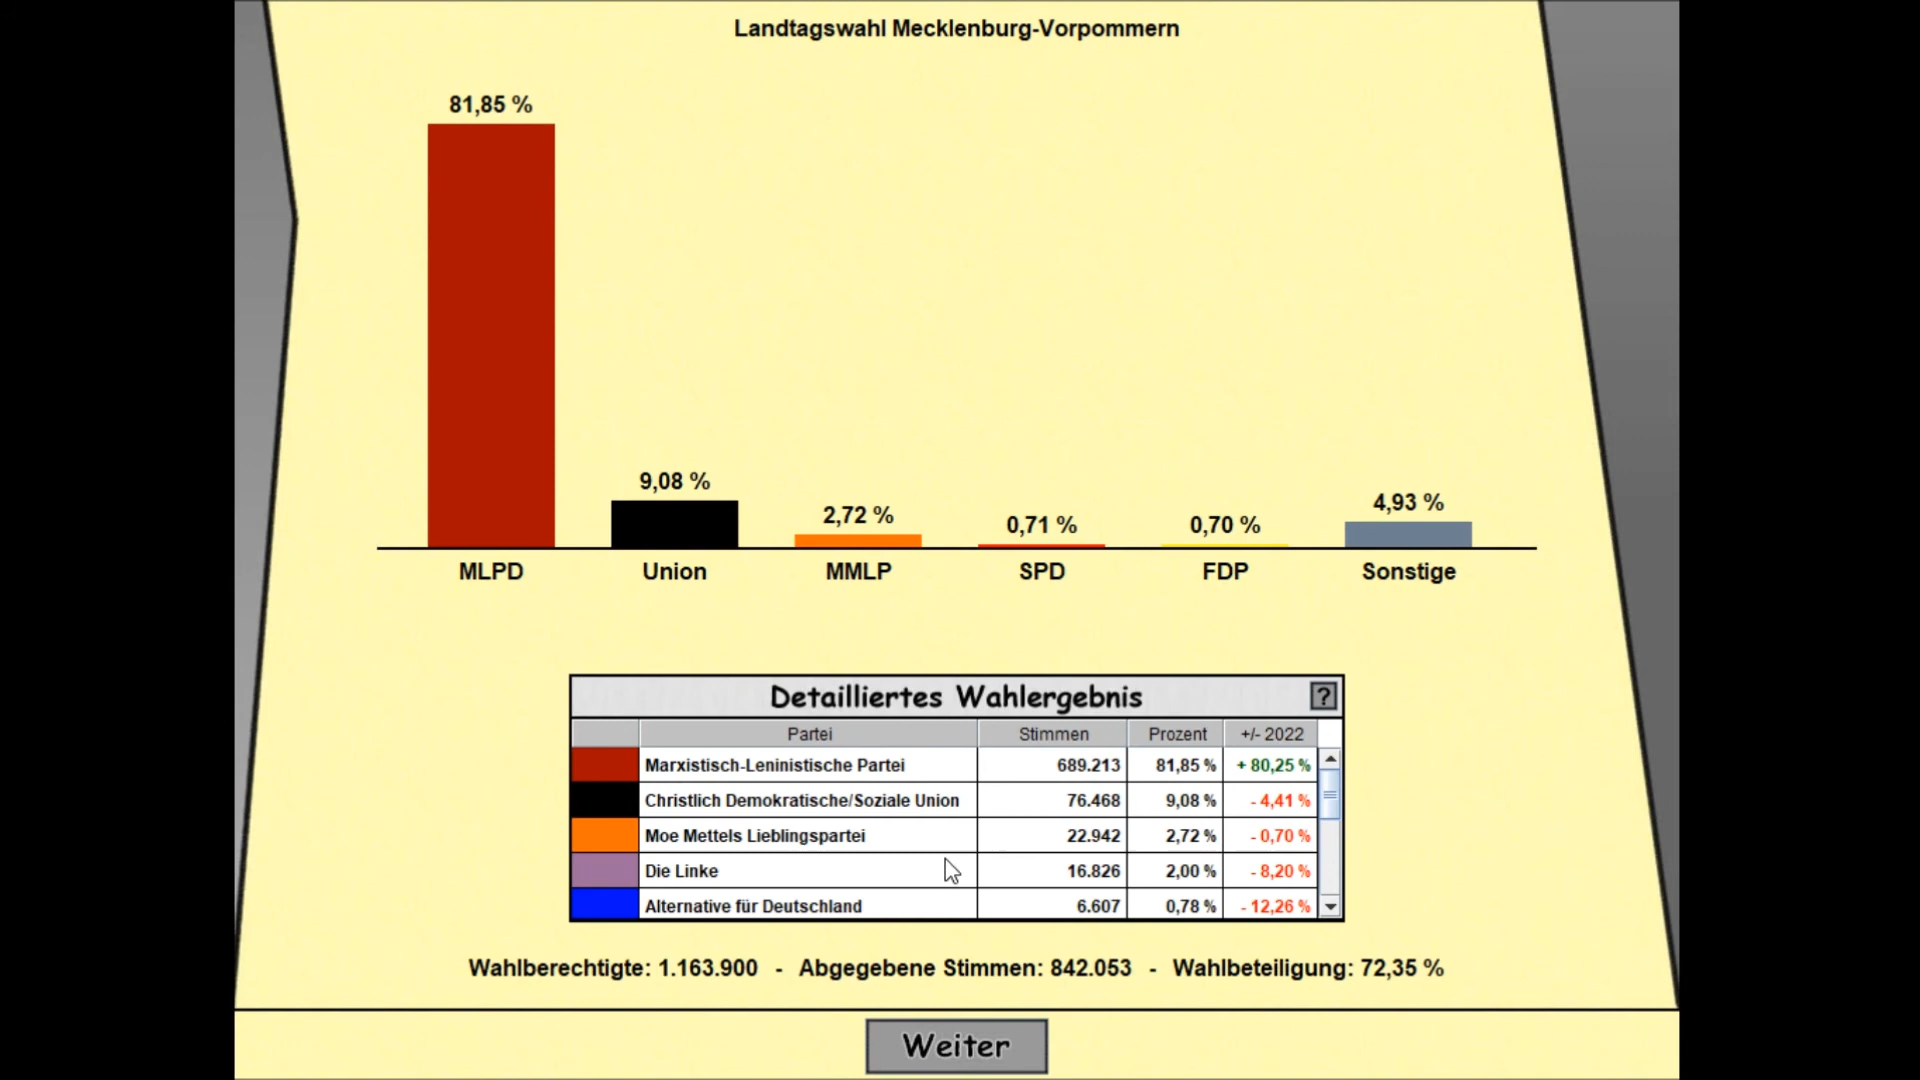 Landtagswahl Mecklenburg-Vorpommern
81,85 %
9,08 %
2,72 %
0,71 %
0,70 %
4,93 %
MLPD Union MMLP SPD FDP Sonstige
Detailliertes Wahlergebnis ?
Partei Stimmen Prozent +/- 2022
Marxistisch-Leninistische Partei 689.213 81,85 % + 80,25 %
Christlich Demokratische/Soziale Union 76.468 9,08 % - 4,41 %
Moe Mettels Lieblingspartei 22.942 2,72 % - 0,70 %
Die Linke 16.826 2,00 % - 8,20 %
Alternative für Deutschland 6.607 0,78 % - 12,26 %
Wahlberechtigte: 1.163.900 - Abgegebene Stimmen: 842.053 - Wahlbeteiligung: 72,35 %
Weiter